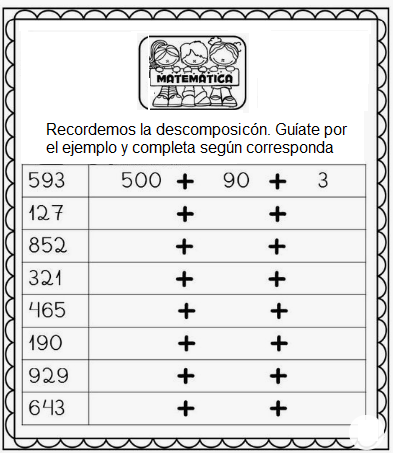 MATEMÁTICA
Recordemos la descomposicón. Guíate por
el ejemplo y completa según corresponda
593 500 + 90 + 3
127 + +
852 + +
321 + +
465 + +
190 + +
929 + +
643 + +